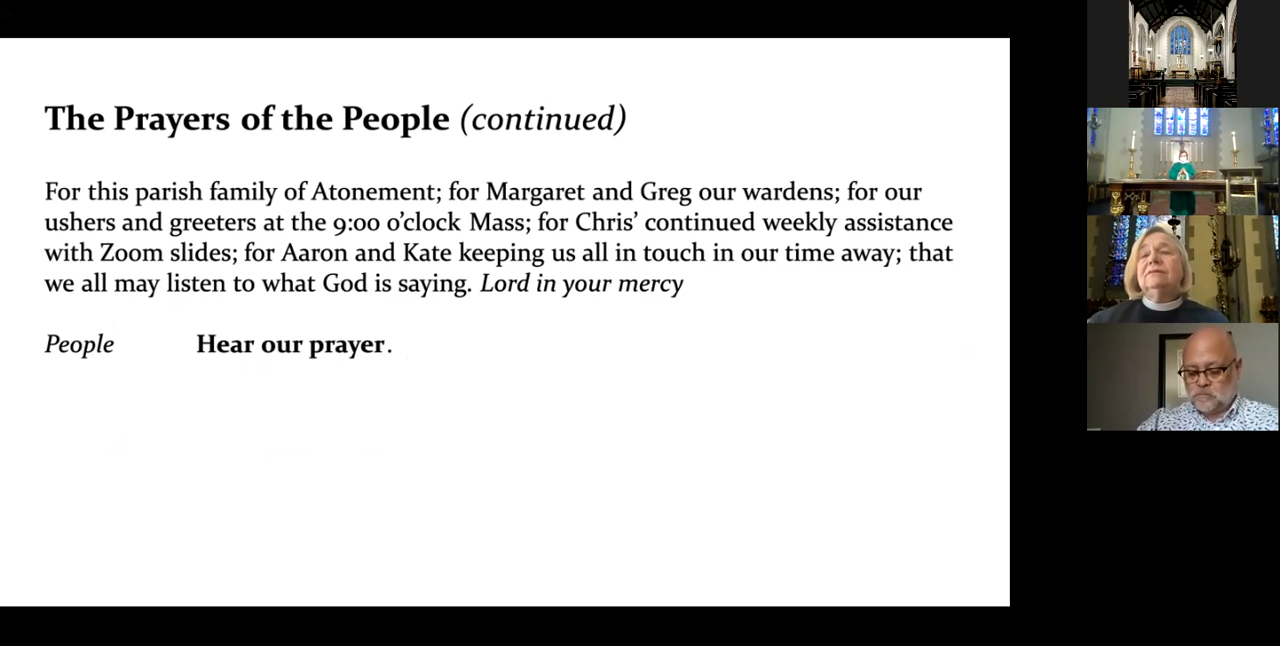 The Prayers of the People (continued)
For this parish family of Atonement; for Margaret and Greg our wardens; for our
ushers and greeters at the 9:00 o’clock Mass; for Chris’ continued weekly assistance
with Zoom slides; for Aaron and Kate keeping us all in touch in our time away; that
we all may listen to what God is saying. Lord in your mercy
People Hear our prayer.